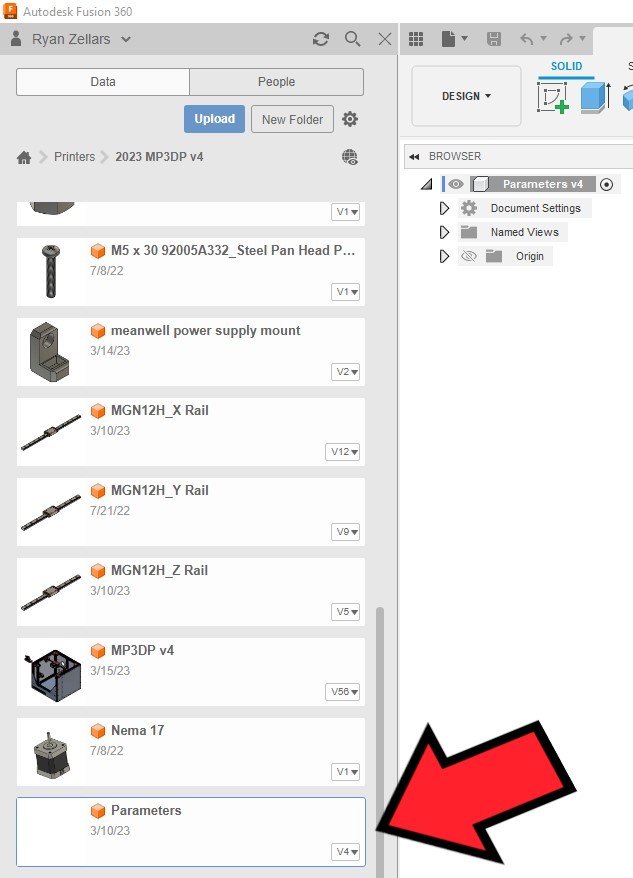 Autodesk Fusion 360
Ryan Zellars
Data People
Upload New Folder
Printers 2023 MP3DP v4
V1
M5 x 30 92005A332_Steel Pan Head P...
7/8/22
V1
meanwell power supply mount
3/14/23
V2
MGN12H_X Rail
3/10/23
V12
MGN12H_Y Rail
7/21/22
V9
MGN12H_Z Rail
3/10/23
V5
MP3DP v4
3/15/23
V56
Nema 17
7/8/22
V1
Parameters
3/10/23
V4
SOLID S
DESIGN
BROWSER
Parameters v4
Document Settings
Named Views
Origin